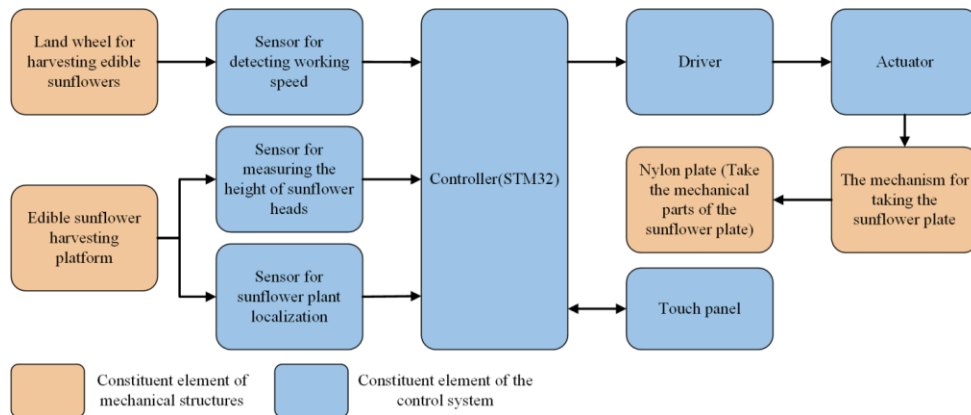 Land wheel for
harvesting edible
sunflowers
Sensor for
detecting working
speed
Driver
Actuator
Sensor for
measuring the
height of sunflower
heads
Controller(STM32)
Nylon plate (Take
the mechanical
parts of the
sunflower plate)
The mechanism for
taking the
sunflower plate
Edible sunflower
harvesting
platform
Sensor for
sunflower plant
localization
Touch panel
Constituent element of
mechanical structures
Constituent element of the
control system